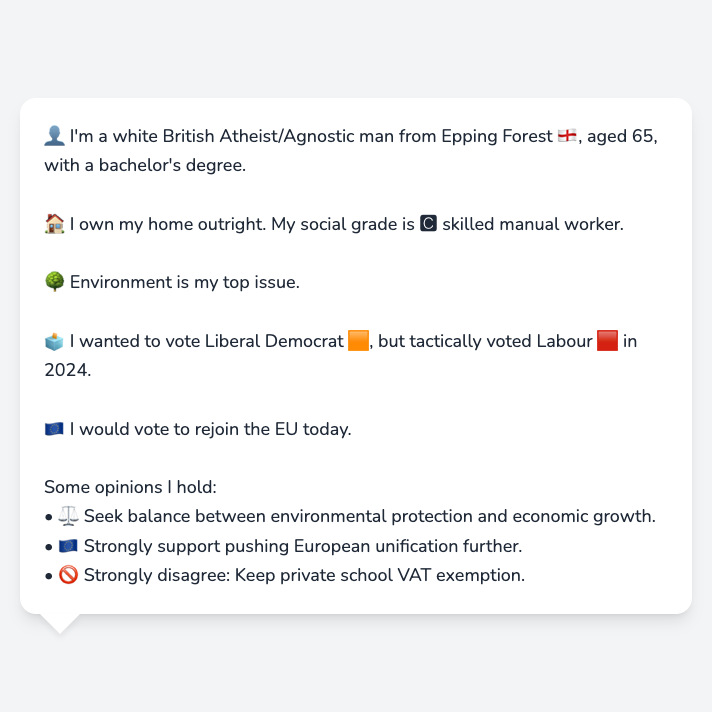 👤 I'm a white British Atheist/Agnostic man from Epping Forest 🏴󠁧󠁢󠁥󠁮󠁧󠁿, aged 65,
with a bachelor's degree.
🏠 I own my home outright. My social grade is 🅲 skilled manual worker.
🌳 Environment is my top issue.
🗳️ I wanted to vote Liberal Democrat 🟧, but tactically voted Labour 🟥 in
2024.
🇪🇺 I would vote to rejoin the EU today.
Some opinions I hold:
• ⚖️ Seek balance between environmental protection and economic growth.
• 🇪🇺 Strongly support pushing European unification further.
• 🚫 Strongly disagree: Keep private school VAT exemption.